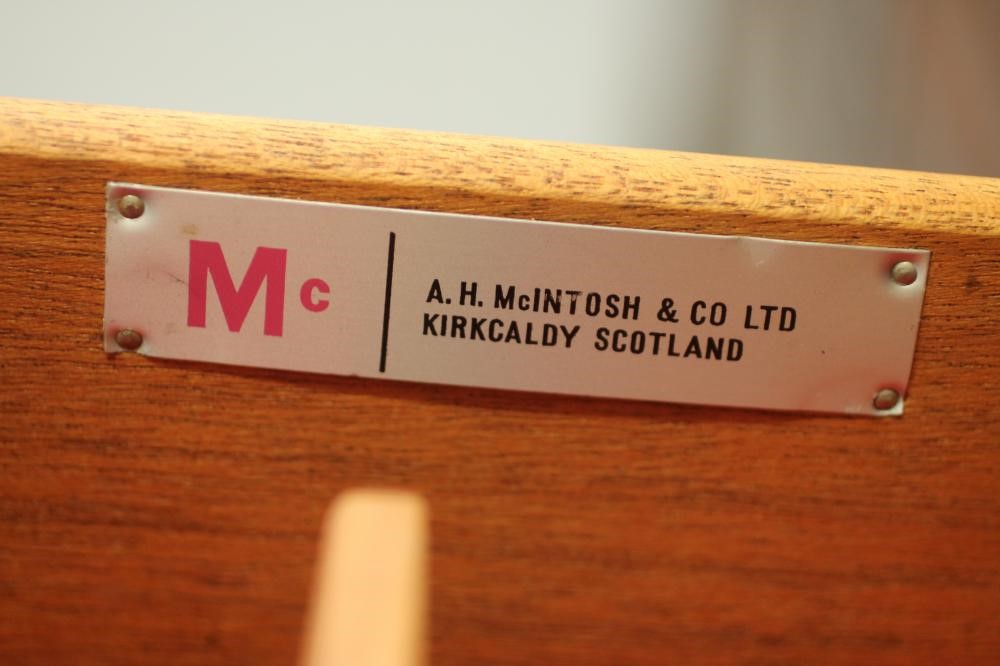 Mc
A. H. McINTOSH & CO LTD
KIRKCALDY SCOTLAND